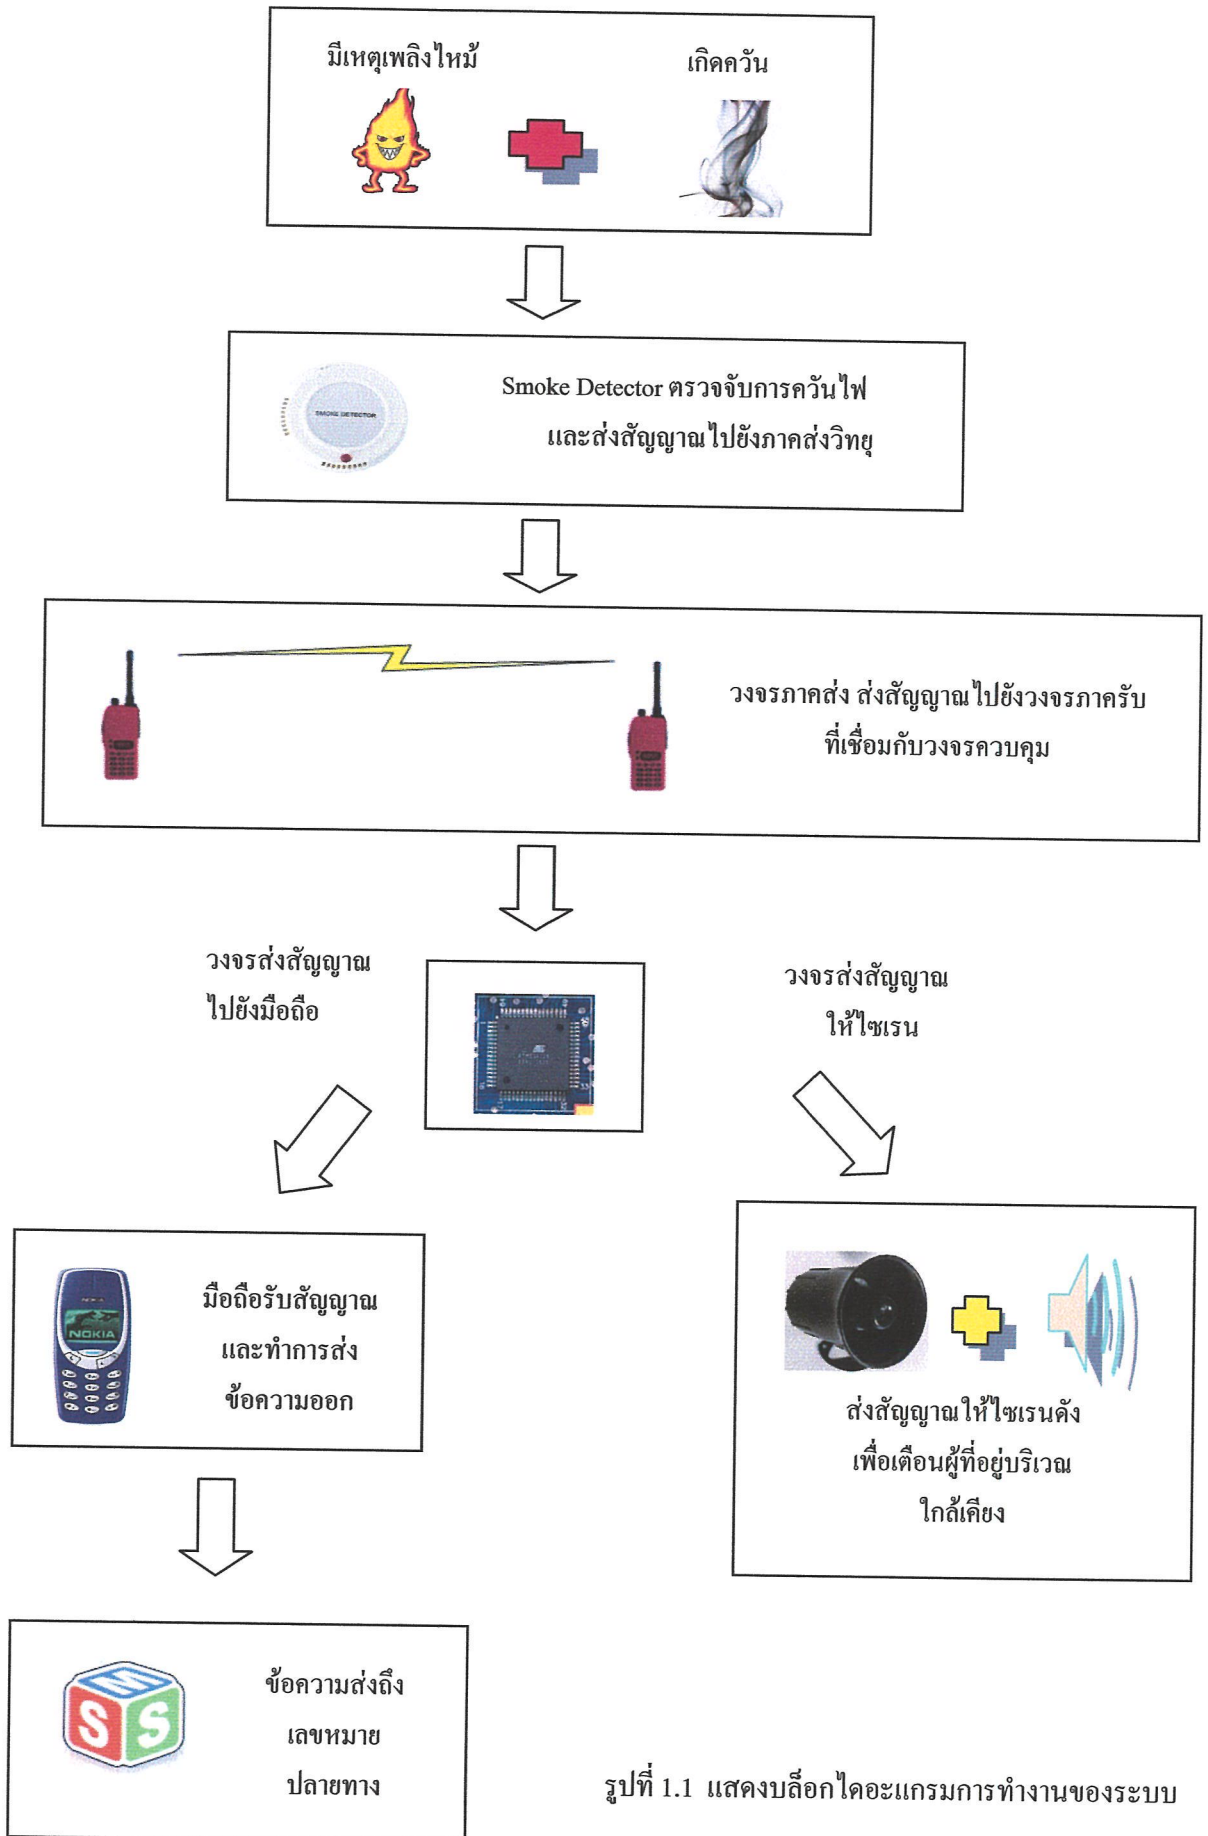 มีเหตุเพลิงไหม้
เกิดควัน
SMOKE DETECTOR
Smoke Detector ตรวจจับการควันไฟ
และส่งสัญญาณไปยังภาคส่งวิทยุ
วงจรภาคส่ง ส่งสัญญาณไปยังวงจรภาครับ
ที่เชื่อมกับวงจรควบคุม
วงจรส่งสัญญาณ
ไปยังมือถือ
วงจรส่งสัญญาณ
ให้ไซเรน
NOKIA
NOKIA
มือถือรับสัญญาณ
และทำการส่ง
ข้อความออก
ส่งสัญญาณให้ไซเรนดัง
เพื่อเตือนผู้ที่อยู่บริเวณ
ใกล้เคียง
SMS
ข้อความส่งถึง
เลขหมาย
ปลายทาง
รูปที่ 1.1 แสดงบล็อกไดอะแกรมการทำงานของระบบ